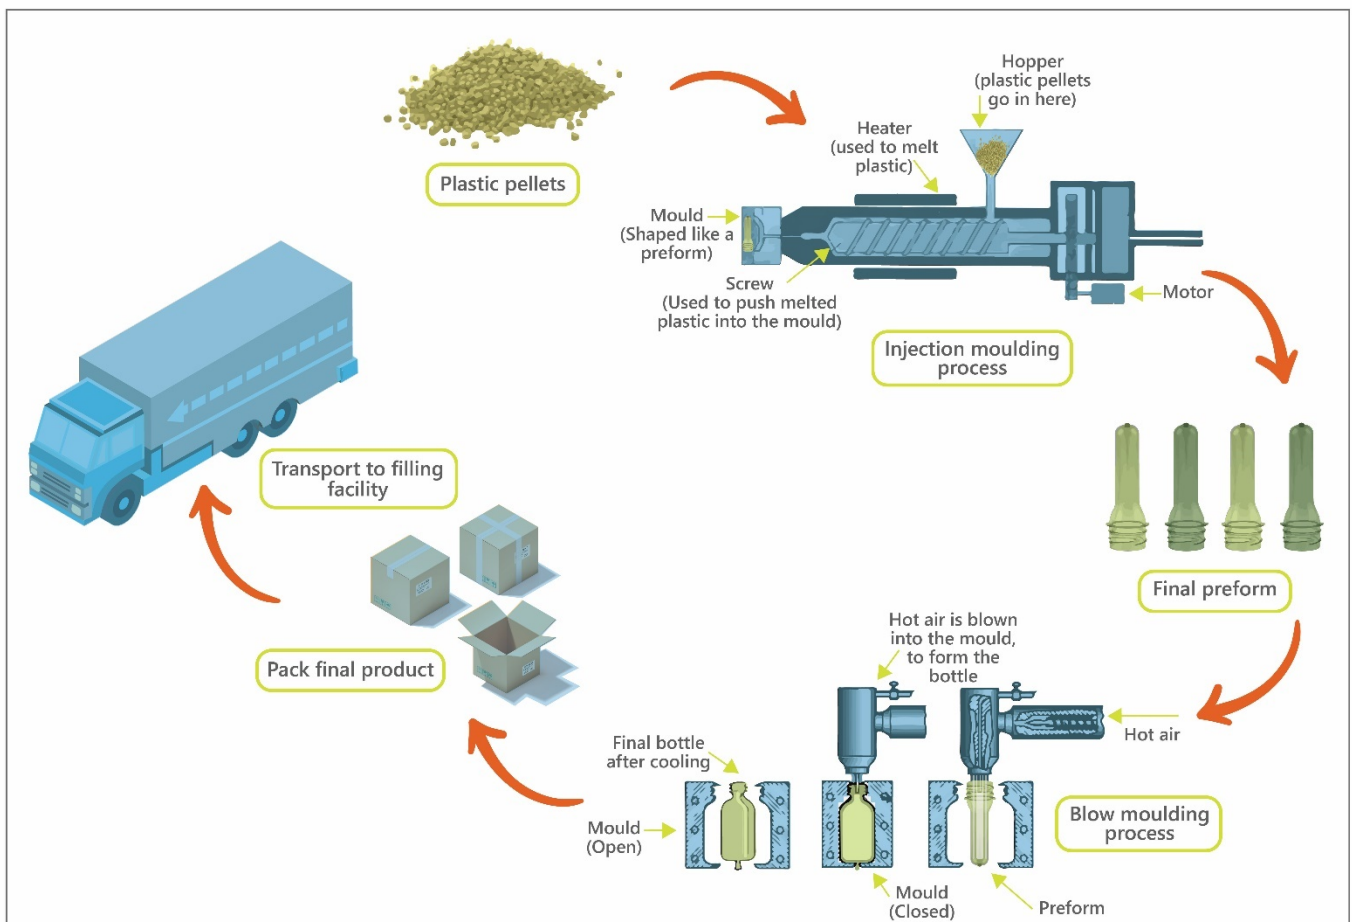 Plastic pellets
Hopper
(plastic pellets
go in here)
Heater
(used to melt
plastic)
Mould
(Shaped like a
preform)
Screw
(Used to push melted
plastic into the mould)
Motor
Injection moulding
process
Final preform
Hot air is blown
into the mould,
to form the
bottle
Hot air
Blow moulding
process
Preform
Mould
(Closed)
Final bottle
after cooling
Mould
(Open)
Pack final product
Transport to filling
facility